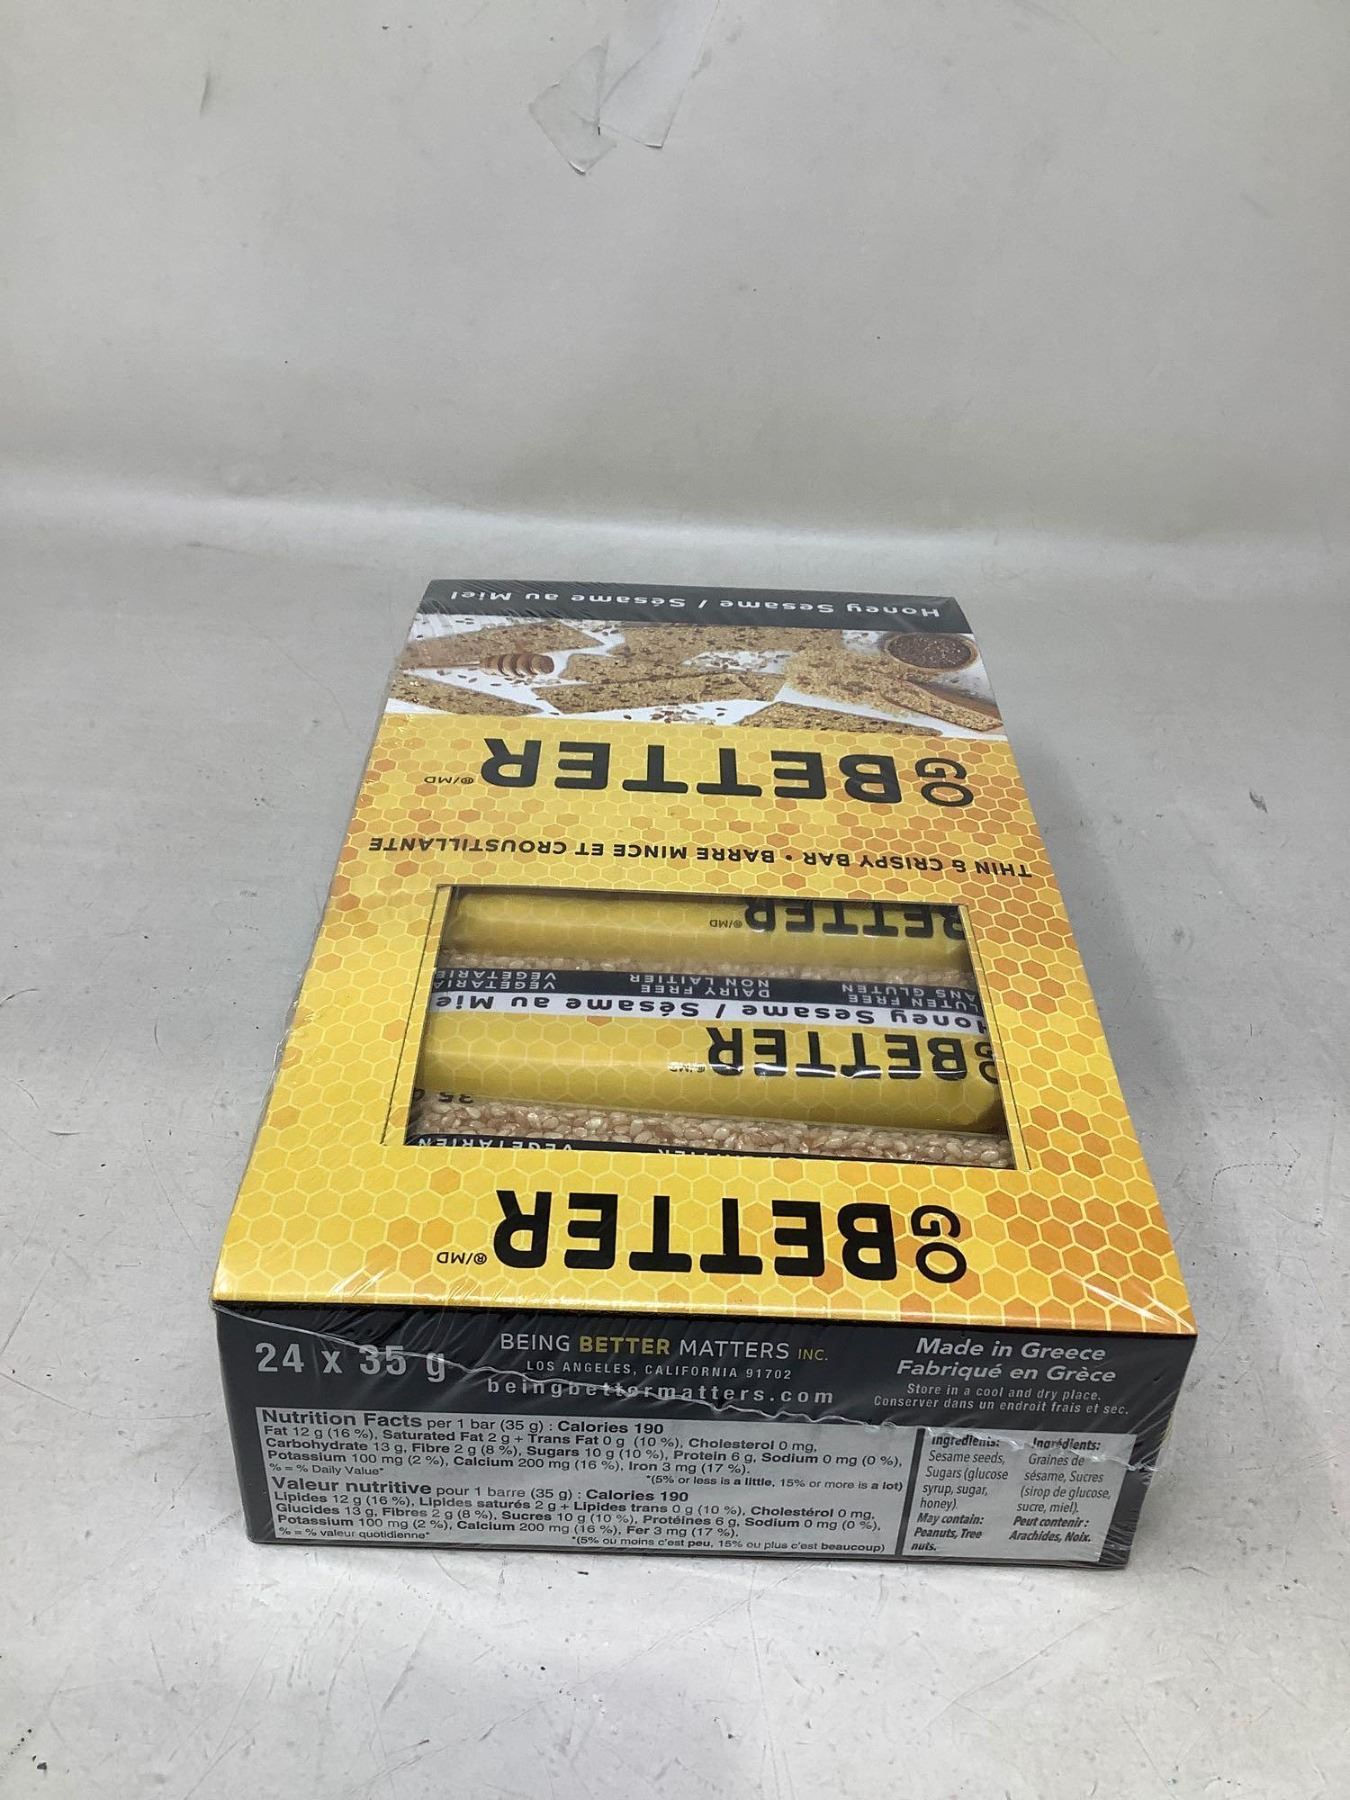 Honey Sesame / Sésame au Miel
GO BETTER ®/MD
THIN & CRISPY BAR • BARRE MINCE ET CROUSTILLANTE
BETTER ®/MD
VEGETARIEN
GO BETTER ®/MD
Honey Sesame / Sésame au Miel
GLUTEN FREE DAIRY FREE
SANS GLUTEN NON LAITIER
BETTER ®/MD
24 x 35 g
BEING BETTER MATTERS INC.
LOS ANGELES, CALIFORNIA 91702
beingbettermatters.com
Made in Greece
Fabriqué en Grèce
Store in a cool and dry place.
Conserver dans un endroit frais et sec.
Nutrition Facts per 1 bar (35 g) : Calories 190
Fat 12 g (16 %), Saturated Fat 2 g + Trans Fat 0 g (10 %), Cholesterol 0 mg,
Carbohydrate 13 g, Fibre 2 g (8 %), Sugars 10 g (10 %), Protein 6 g, Sodium 0 mg (0 %),
Potassium 100 mg (2 %), Calcium 200 mg (16 %), Iron 3 mg (17 %).
% = % Daily Value*
*(5% or less is a little, 15% or more is a lot)
Valeur nutritive pour 1 barre (35 g) : Calories 190
Lipides 12 g (16 %), Lipides saturés 2 g + Lipides trans 0 g (10 %), Cholestérol 0 mg,
Glucides 13 g, Fibres 2 g (8 %), Sucres 10 g (10 %), Protéines 6 g, Sodium 0 mg (0 %),
Potassium 100 mg (2 %), Calcium 200 mg (16 %), Fer 3 mg (17 %).
% = % valeur quotidienne*
*(5% ou moins c'est peu, 15% ou plus c'est beaucoup)
Ingredients:
Sesame seeds,
Sugars (glucose
syrup, sugar,
honey).
May contain:
Peanuts, Tree
nuts.
Ingrédients:
Graines de
sésame, Sucres
(sirop de glucose,
sucre, miel).
Peut contenir :
Arachides, Noix.